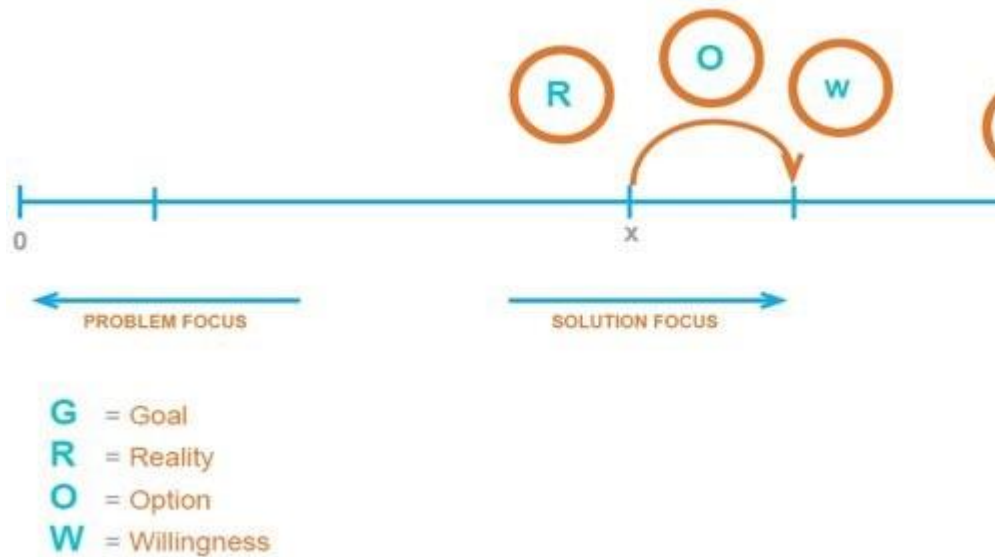 R
O
W
0
x
PROBLEM FOCUS
SOLUTION FOCUS
G = Goal
R = Reality
O = Option
W = Willingness